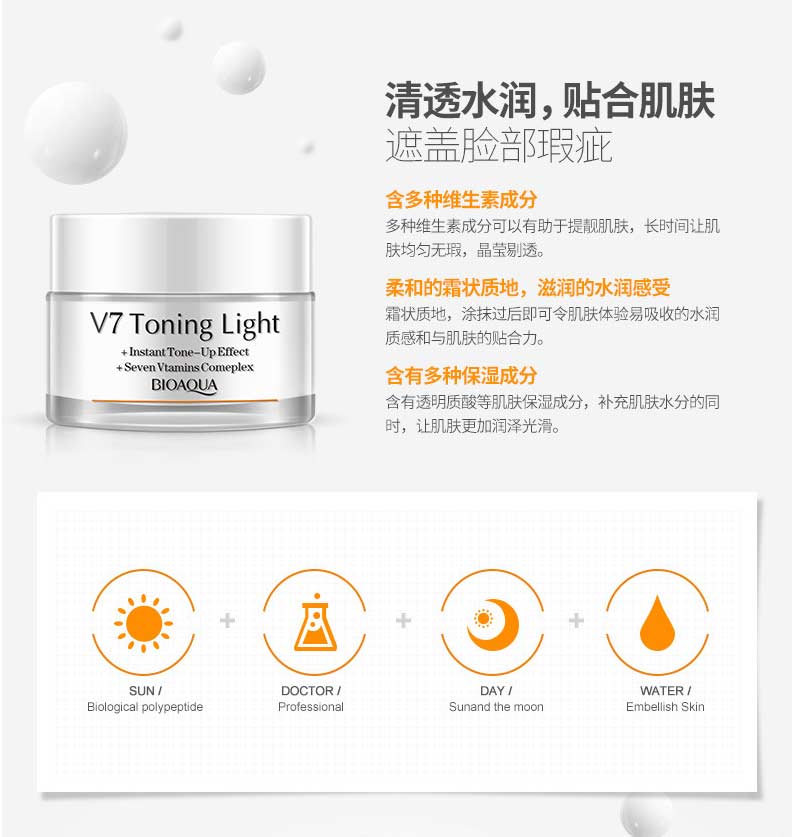 清透水润，贴合肌肤
遮盖脸部瑕疵
含多种维生素成分
多种维生素成分可以有助于提靓肌肤，长时间让肌
肤均匀无瑕，晶莹剔透。
柔和的霜状质地，滋润的水润感受
霜状质地，涂抹过后即可令肌肤体验易吸收的水润
质感和与肌肤的贴合力。
含有多种保湿成分
含有透明质酸等肌肤保湿成分，补充肌肤水分的同
时，让肌肤更加润泽光滑。
V7 Toning Light
+Instant Tone-Up Effect
+Seven Vtamins Comeplex
BIOAQUA
SUN /
Biological polypeptide
DOCTOR /
Professional
DAY /
Sunand the moon
WATER /
Embellish Skin